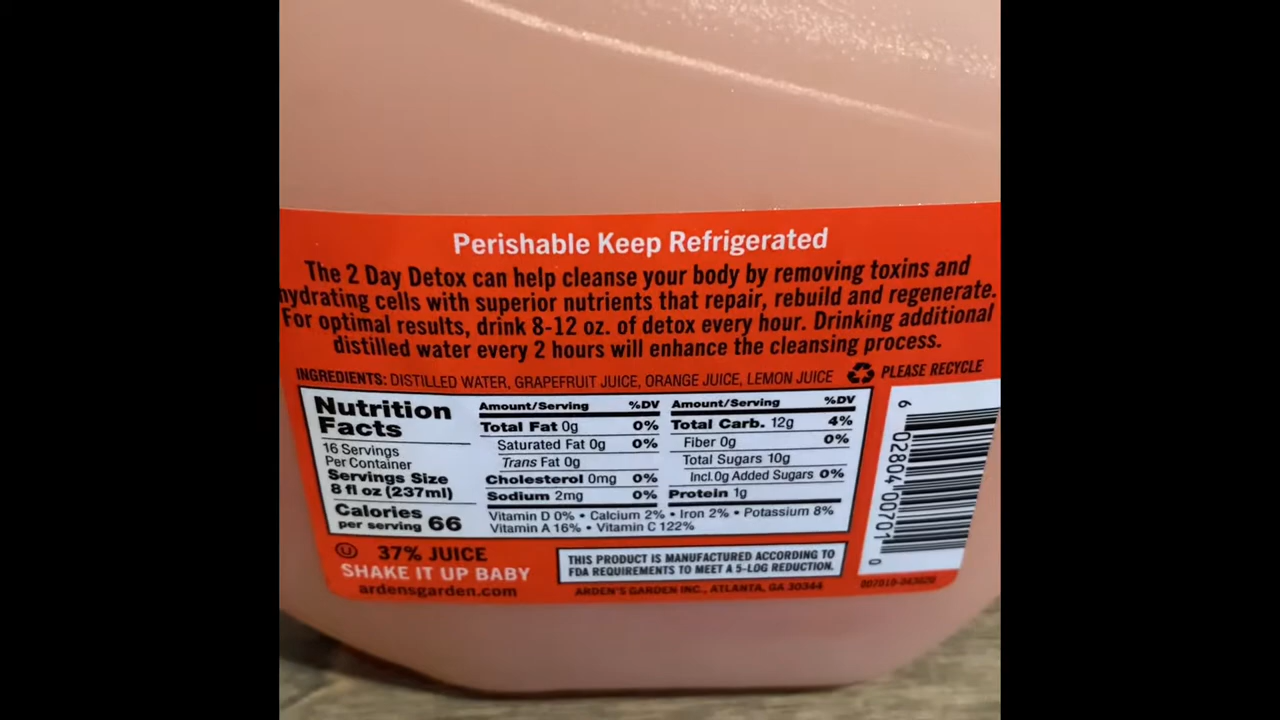 Perishable Keep Refrigerated
The 2 Day Detox can help cleanse your body by removing toxins and
hydrating cells with superior nutrients that repair, rebuild and regenerate.
For optimal results, drink 8-12 oz. of detox every hour. Drinking additional
distilled water every 2 hours will enhance the cleansing process.
INGREDIENTS: DISTILLED WATER, GRAPEFRUIT JUICE, ORANGE JUICE, LEMON JUICE
PLEASE RECYCLE
Nutrition
Facts
16 Servings
Per Container
Servings Size
8 fl oz (237ml)
Calories
per serving 66
Amount/Serving %DV
Total Fat 0g 0%
Saturated Fat 0g 0%
Trans Fat 0g
Cholesterol 0mg 0%
Sodium 2mg 0%
Amount/Serving %DV
Total Carb. 12g 4%
Fiber 0g 0%
Total Sugars 10g
Incl.0g Added Sugars 0%
Protein 1g
Vitamin D 0% • Calcium 2% • Iron 2% • Potassium 8%
Vitamin A 16% • Vitamin C 122%
6 02804 00701 0
U 37% JUICE
SHAKE IT UP BABY
ardensgarden.com
THIS PRODUCT IS MANUFACTURED ACCORDING TO
FDA REQUIREMENTS TO MEET A 5-LOG REDUCTION.
ARDEN'S GARDEN INC., ATLANTA, GA 30344